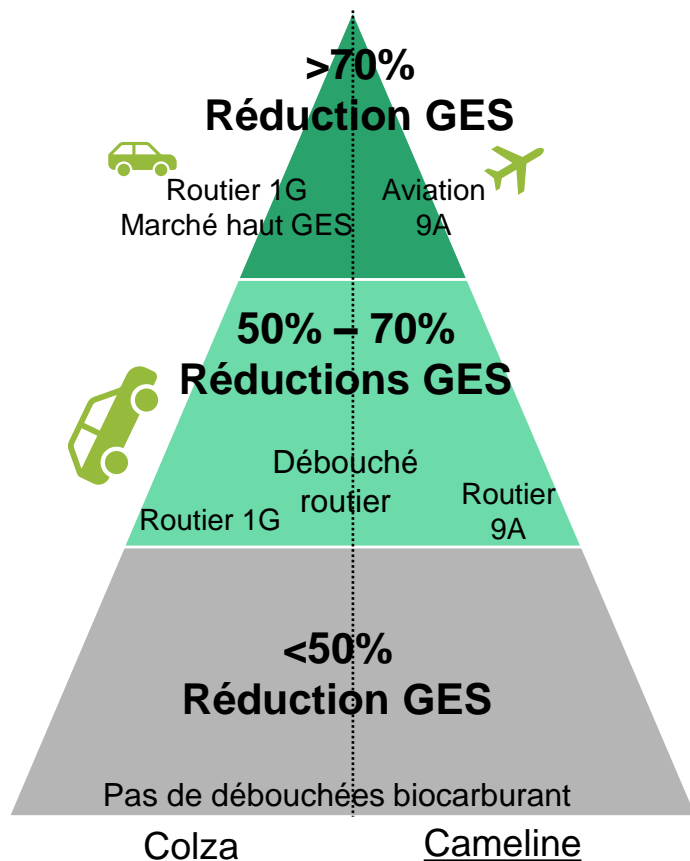 >70%
Réduction GES
Routier 1G
Marché haut GES
Aviation
9A
50% – 70%
Réductions GES
Débouché
routier
Routier 1G
Routier
9A
<50%
Réduction GES
Pas de débouchées biocarburant
Colza
Cameline